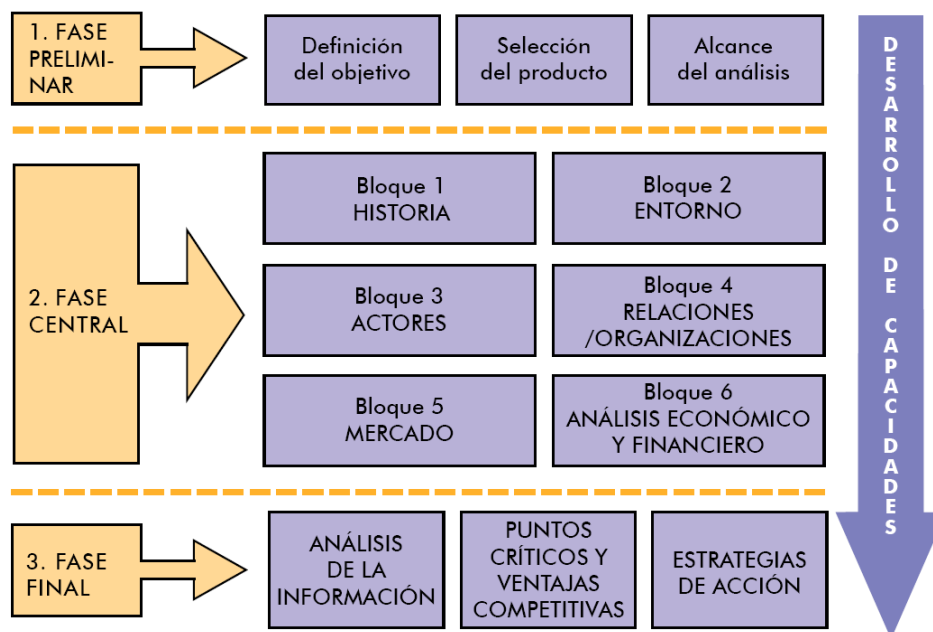 1. FASE
PRELIMI-
NAR
Definición
del objetivo
Selección
del producto
Alcance
del análisis
2. FASE
CENTRAL
Bloque 1
HISTORIA
Bloque 2
ENTORNO
Bloque 3
ACTORES
Bloque 4
RELACIONES
/ORGANIZACIONES
Bloque 5
MERCADO
Bloque 6
ANÁLISIS ECONÓMICO
Y FINANCIERO
3. FASE
FINAL
ANÁLISIS
DE LA
INFORMACIÓN
PUNTOS
CRÍTICOS Y
VENTAJAS
COMPETITIVAS
ESTRATEGIAS
DE ACCIÓN
DESARROLLO DE CAPACIDADES